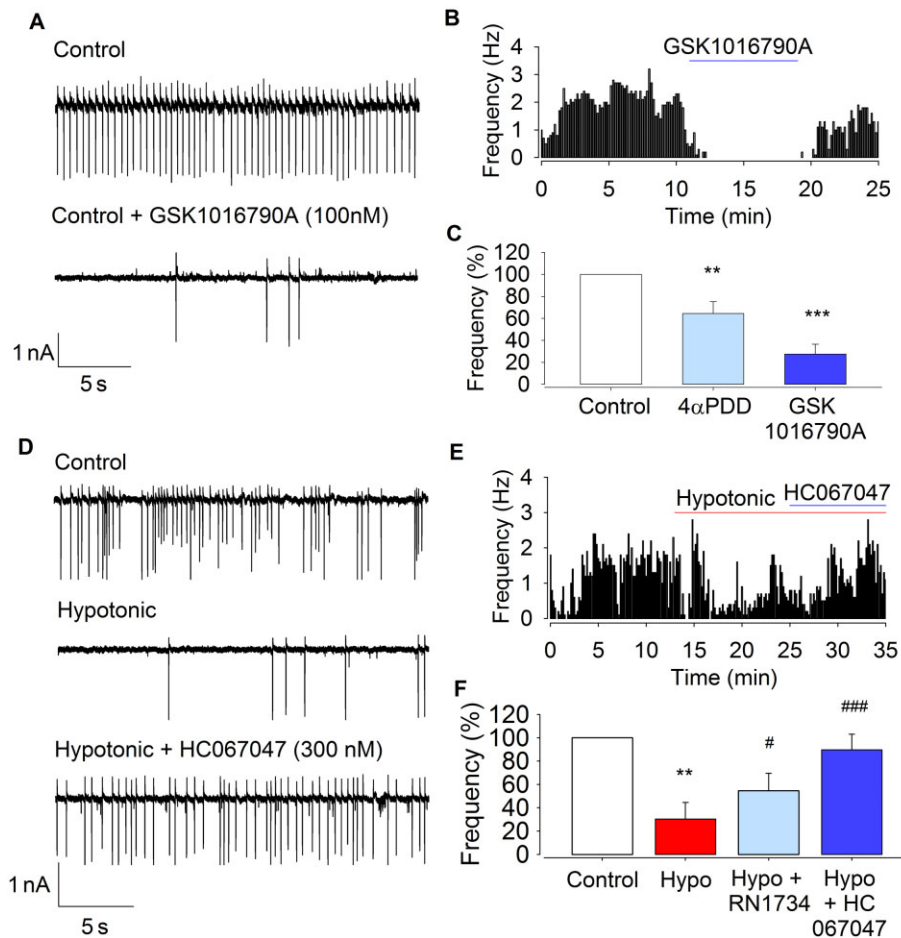 A
Control
Control + GSK1016790A (100nM)
1 nA
5 s
B
Frequency (Hz)
4
3
2
1
0
GSK1016790A
0 5 10 15 20 25
Time (min)
C
Frequency (%)
120
100
80
60
40
20
0
**
***
Control 4αPDD GSK
1016790A
D
Control
Hypotonic
Hypotonic + HC067047 (300 nM)
1 nA
5 s
E
Frequency (Hz)
4
3
2
1
0
Hypotonic HC067047
0 5 10 15 20 25 30 35
Time (min)
F
Frequency (%)
120
100
80
60
40
20
0
**
#
###
Control Hypo Hypo + Hypo
RN1734 + HC
067047